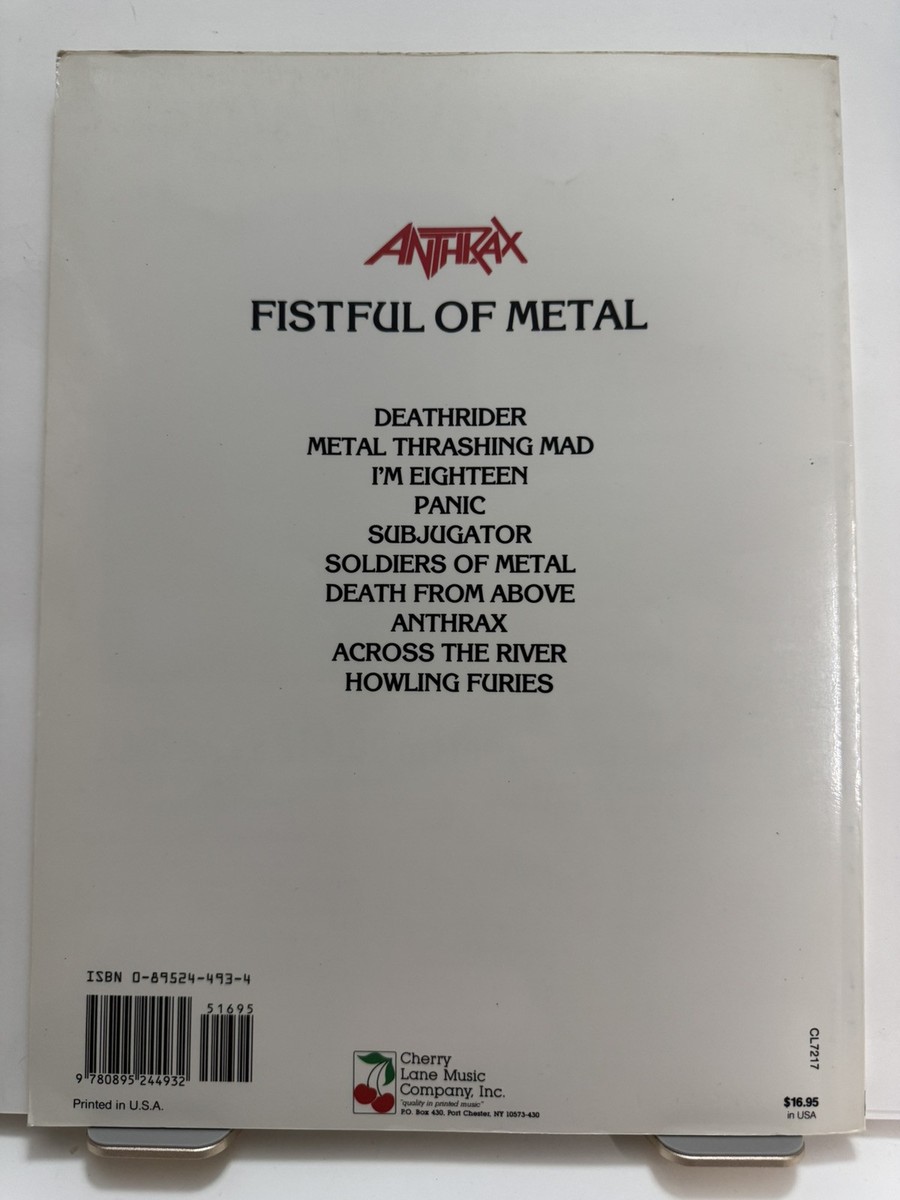 ANTHRAX
FISTFUL OF METAL
DEATHRIDER
METAL THRASHING MAD
I'M EIGHTEEN
PANIC
SUBJUGATOR
SOLDIERS OF METAL
DEATH FROM ABOVE
ANTHRAX
ACROSS THE RIVER
HOWLING FURIES
ISBN 0-89524-493-4
51695
9 780895 244932
Printed in U.S.A.
Cherry
Lane Music
Company, Inc.
"quality in printed music"
P.O. Box 430, Port Chester, NY 10573-430
CL7217
$16.95
in USA